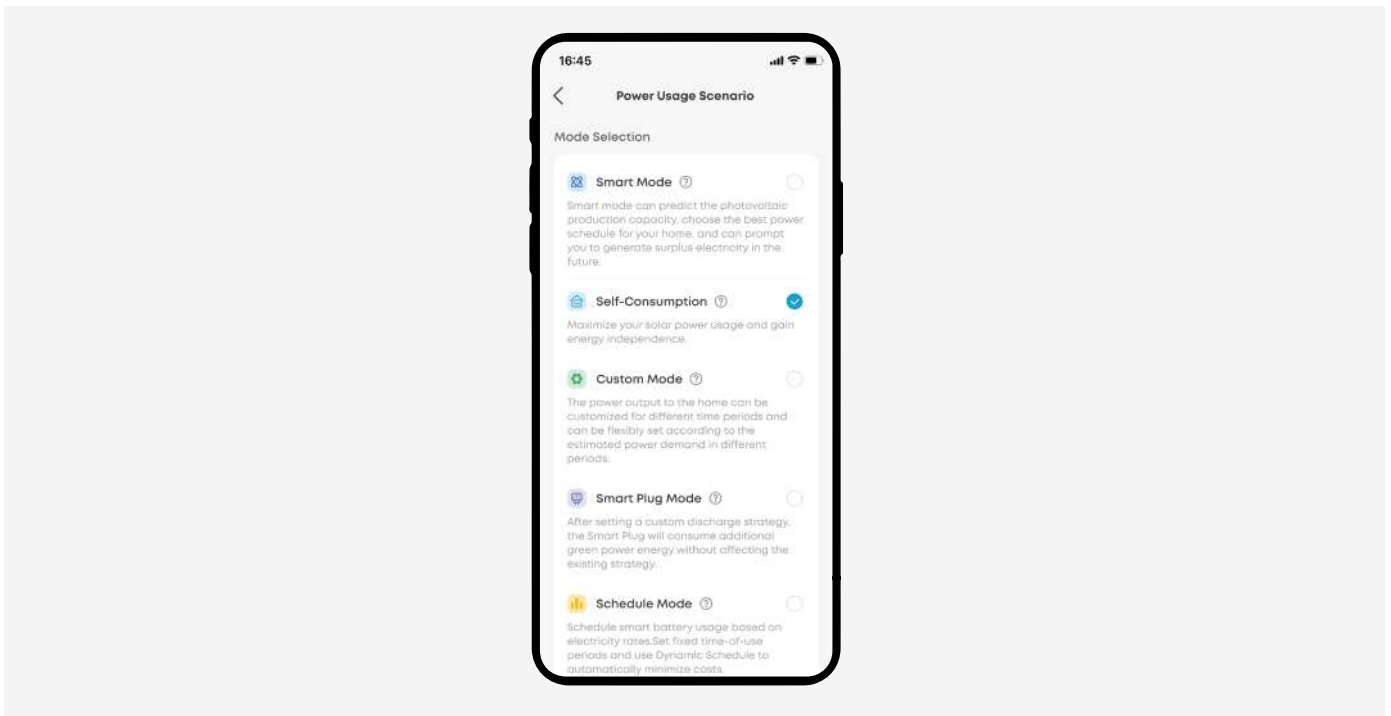 16:45
Power Usage Scenario
Mode Selection
Smart Mode ?
Smart mode can predict the photovoltaic
production capacity, choose the best power
schedule for your home, and can prompt
you to generate surplus electricity in the
future.
Self-Consumption ?
Maximize your solar power usage and gain
energy independence.
Custom Mode ?
The power output to the home can be
customized for different time periods and
can be flexibly set according to the
estimated power demand in different
periods.
Smart Plug Mode ?
After setting a custom discharge strategy,
the Smart Plug will consume additional
green power energy without affecting the
existing strategy.
Schedule Mode ?
Schedule smart battery usage based on
electricity rates.Set fixed time-of-use
periods and use Dynamic Schedule to
automatically minimize costs.